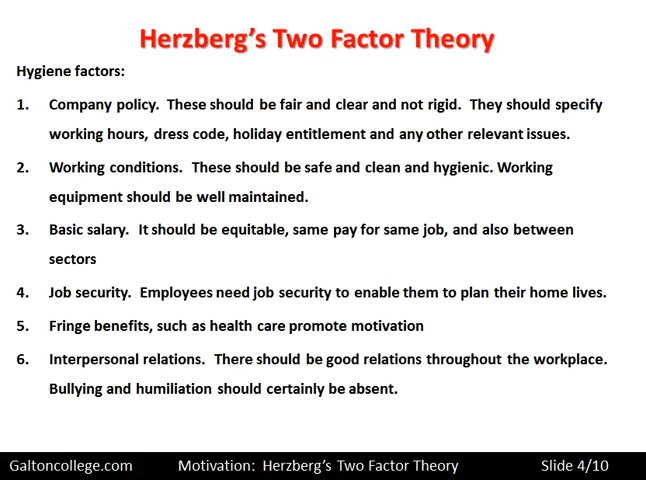 Herzberg's Two Factor Theory
Hygiene factors:
1. Company policy. These should be fair and clear and not rigid. They should specify
working hours, dress code, holiday entitlement and any other relevant issues.
2. Working conditions. These should be safe and clean and hygienic. Working
equipment should be well maintained.
3. Basic salary. It should be equitable, same pay for same job, and also between
sectors
4. Job security. Employees need job security to enable them to plan their home lives.
5. Fringe benefits, such as health care promote motivation
6. Interpersonal relations. There should be good relations throughout the workplace.
Bullying and humiliation should certainly be absent.
Galtoncollege.com Motivation: Herzberg's Two Factor Theory Slide 4/10